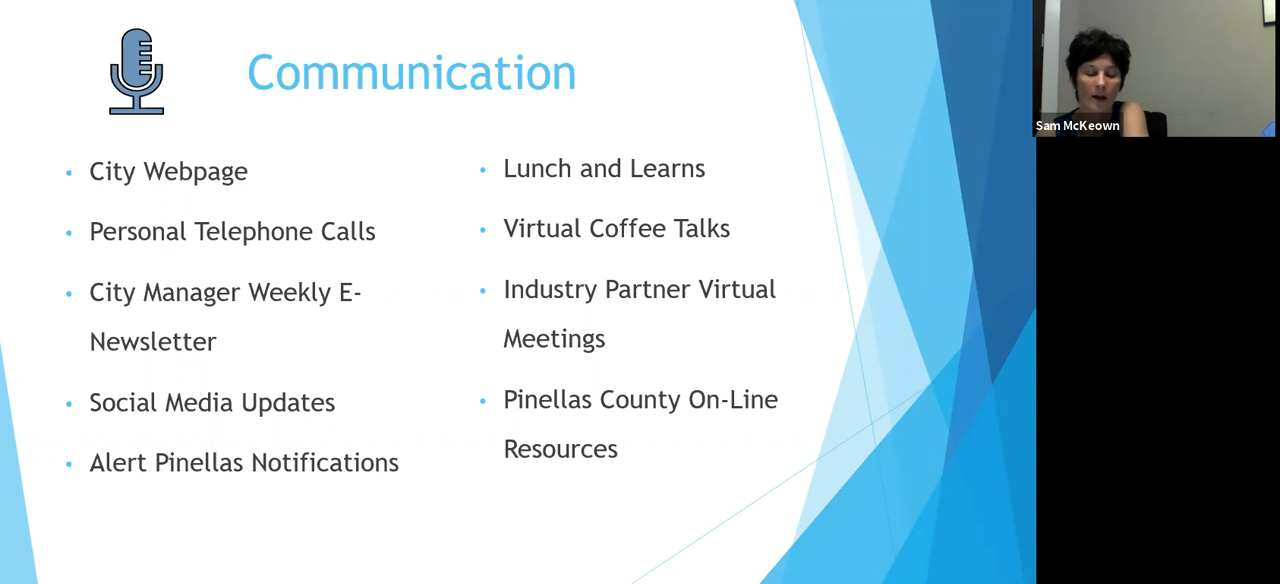 Communication
• City Webpage
• Personal Telephone Calls
• City Manager Weekly E-
Newsletter
• Social Media Updates
• Alert Pinellas Notifications
• Lunch and Learns
• Virtual Coffee Talks
• Industry Partner Virtual
Meetings
• Pinellas County On-Line
Resources
Sam McKeown